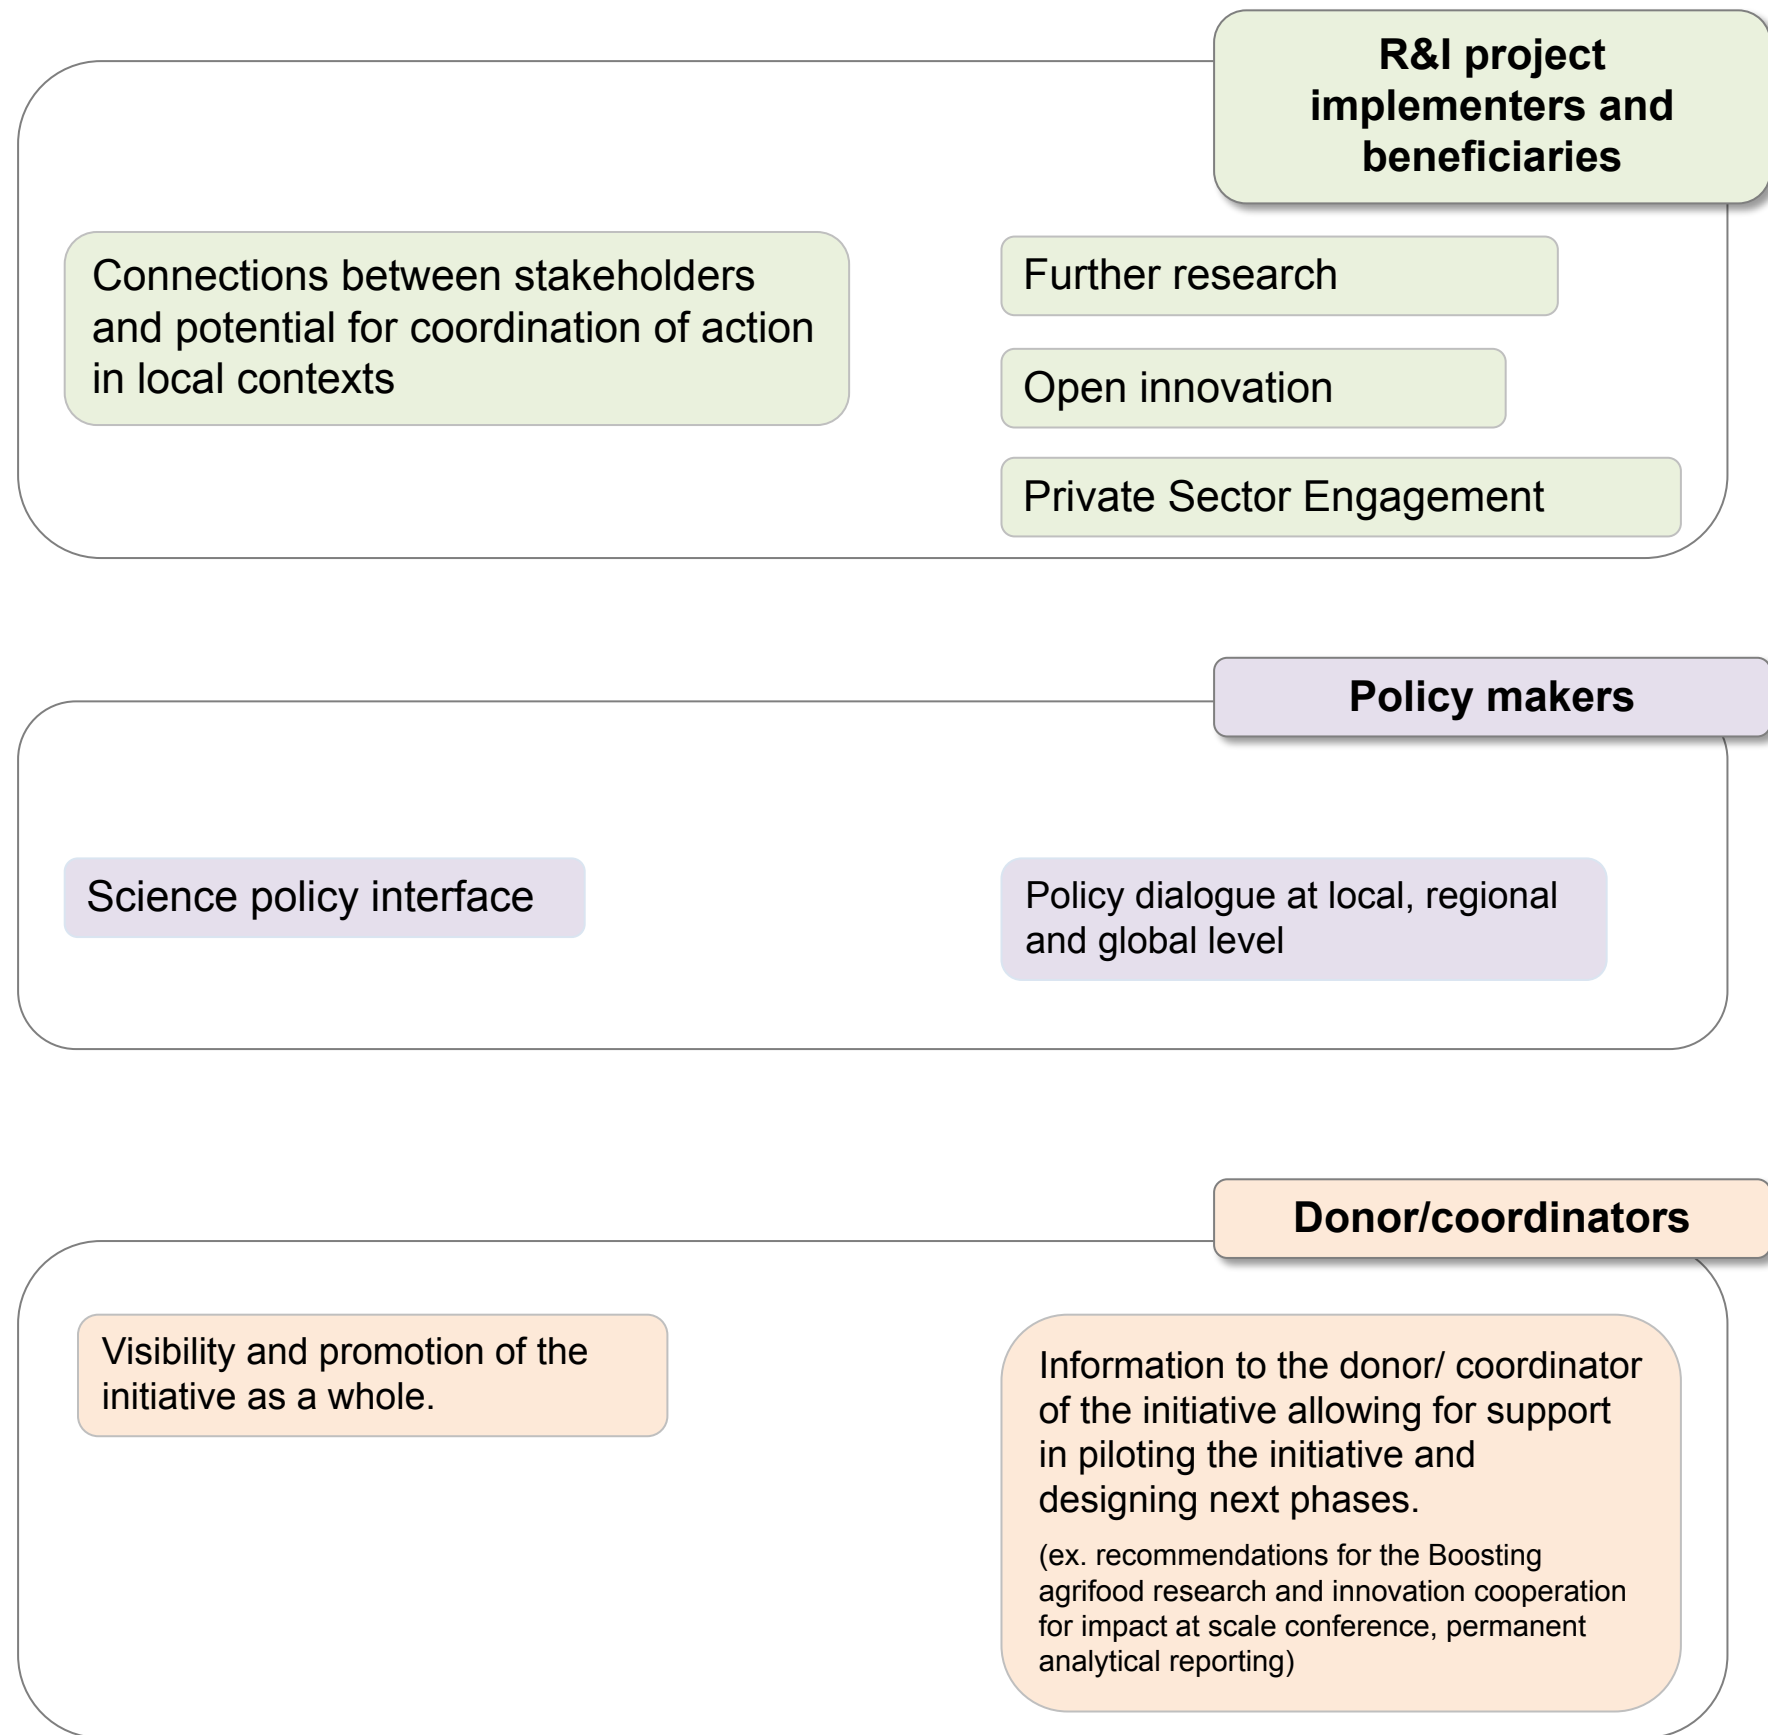 R&I project
implementers and
beneficiaries
Connections between stakeholders
and potential for coordination of action
in local contexts
Further research
Open innovation
Private Sector Engagement
Policy makers
Science policy interface
Policy dialogue at local, regional
and global level
Donor/coordinators
Visibility and promotion of the
initiative as a whole.
Information to the donor/ coordinator
of the initiative allowing for support
in piloting the initiative and
designing next phases.
(ex. recommendations for the Boosting
agrifood research and innovation cooperation
for impact at scale conference, permanent
analytical reporting)